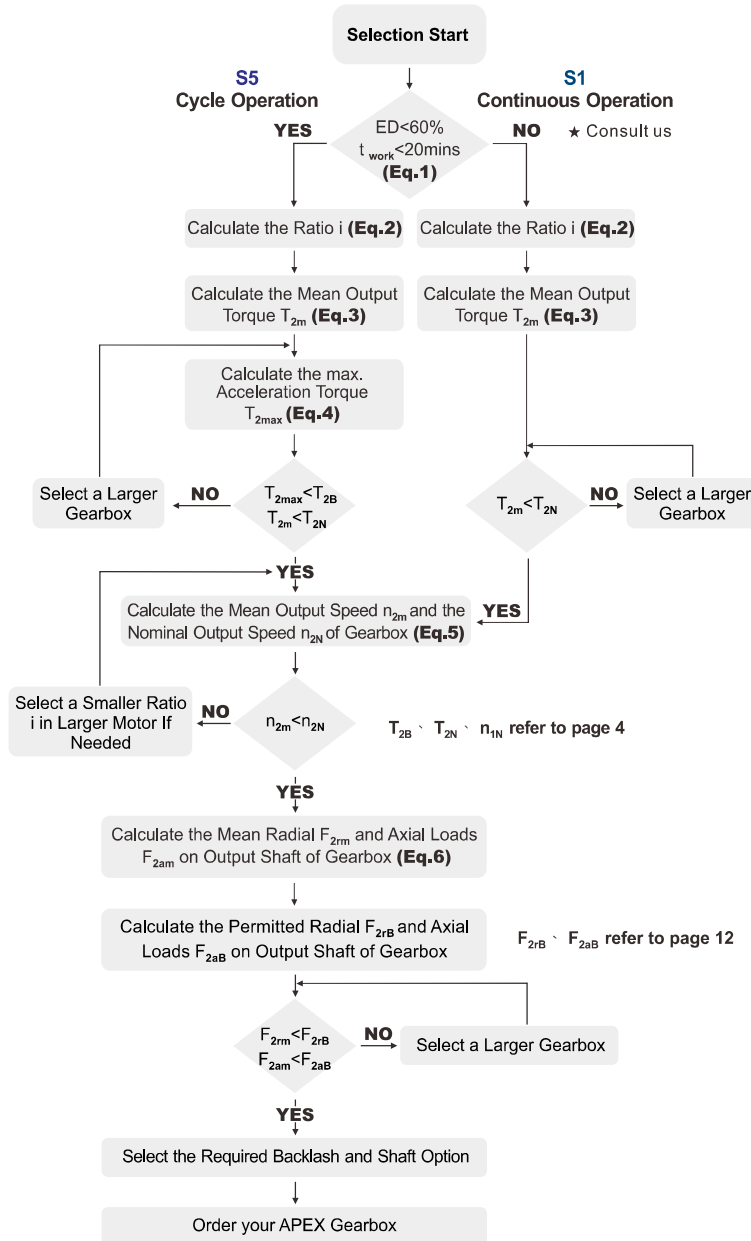 Selection Start
S5
Cycle Operation
S1
Continuous Operation
YES
ED<60%
t work<20mins
(Eq.1)
NO
★ Consult us
Calculate the Ratio i (Eq.2)
Calculate the Ratio i (Eq.2)
Calculate the Mean Output
Torque T2m (Eq.3)
Calculate the Mean Output
Torque T2m (Eq.3)
Calculate the max.
Acceleration Torque
T2max (Eq.4)
Select a Larger
Gearbox
NO
T2max<T2B
T2m<T2N
T2m<T2N
NO
Select a Larger
Gearbox
YES
YES
Calculate the Mean Output Speed n2m and the
Nominal Output Speed n2N of Gearbox (Eq.5)
Select a Smaller Ratio
i in Larger Motor If
Needed
NO
n2m<n2N
T2B、 T2N、 n1N refer to page 4
YES
Calculate the Mean Radial F2rm and Axial Loads
F2am on Output Shaft of Gearbox (Eq.6)
Calculate the Permitted Radial F2rB and Axial
Loads F2aB on Output Shaft of Gearbox
F2rB、 F2aB refer to page 12
F2rm<F2rB
F2am<F2aB
NO
Select a Larger Gearbox
YES
Select the Required Backlash and Shaft Option
Order your APEX Gearbox